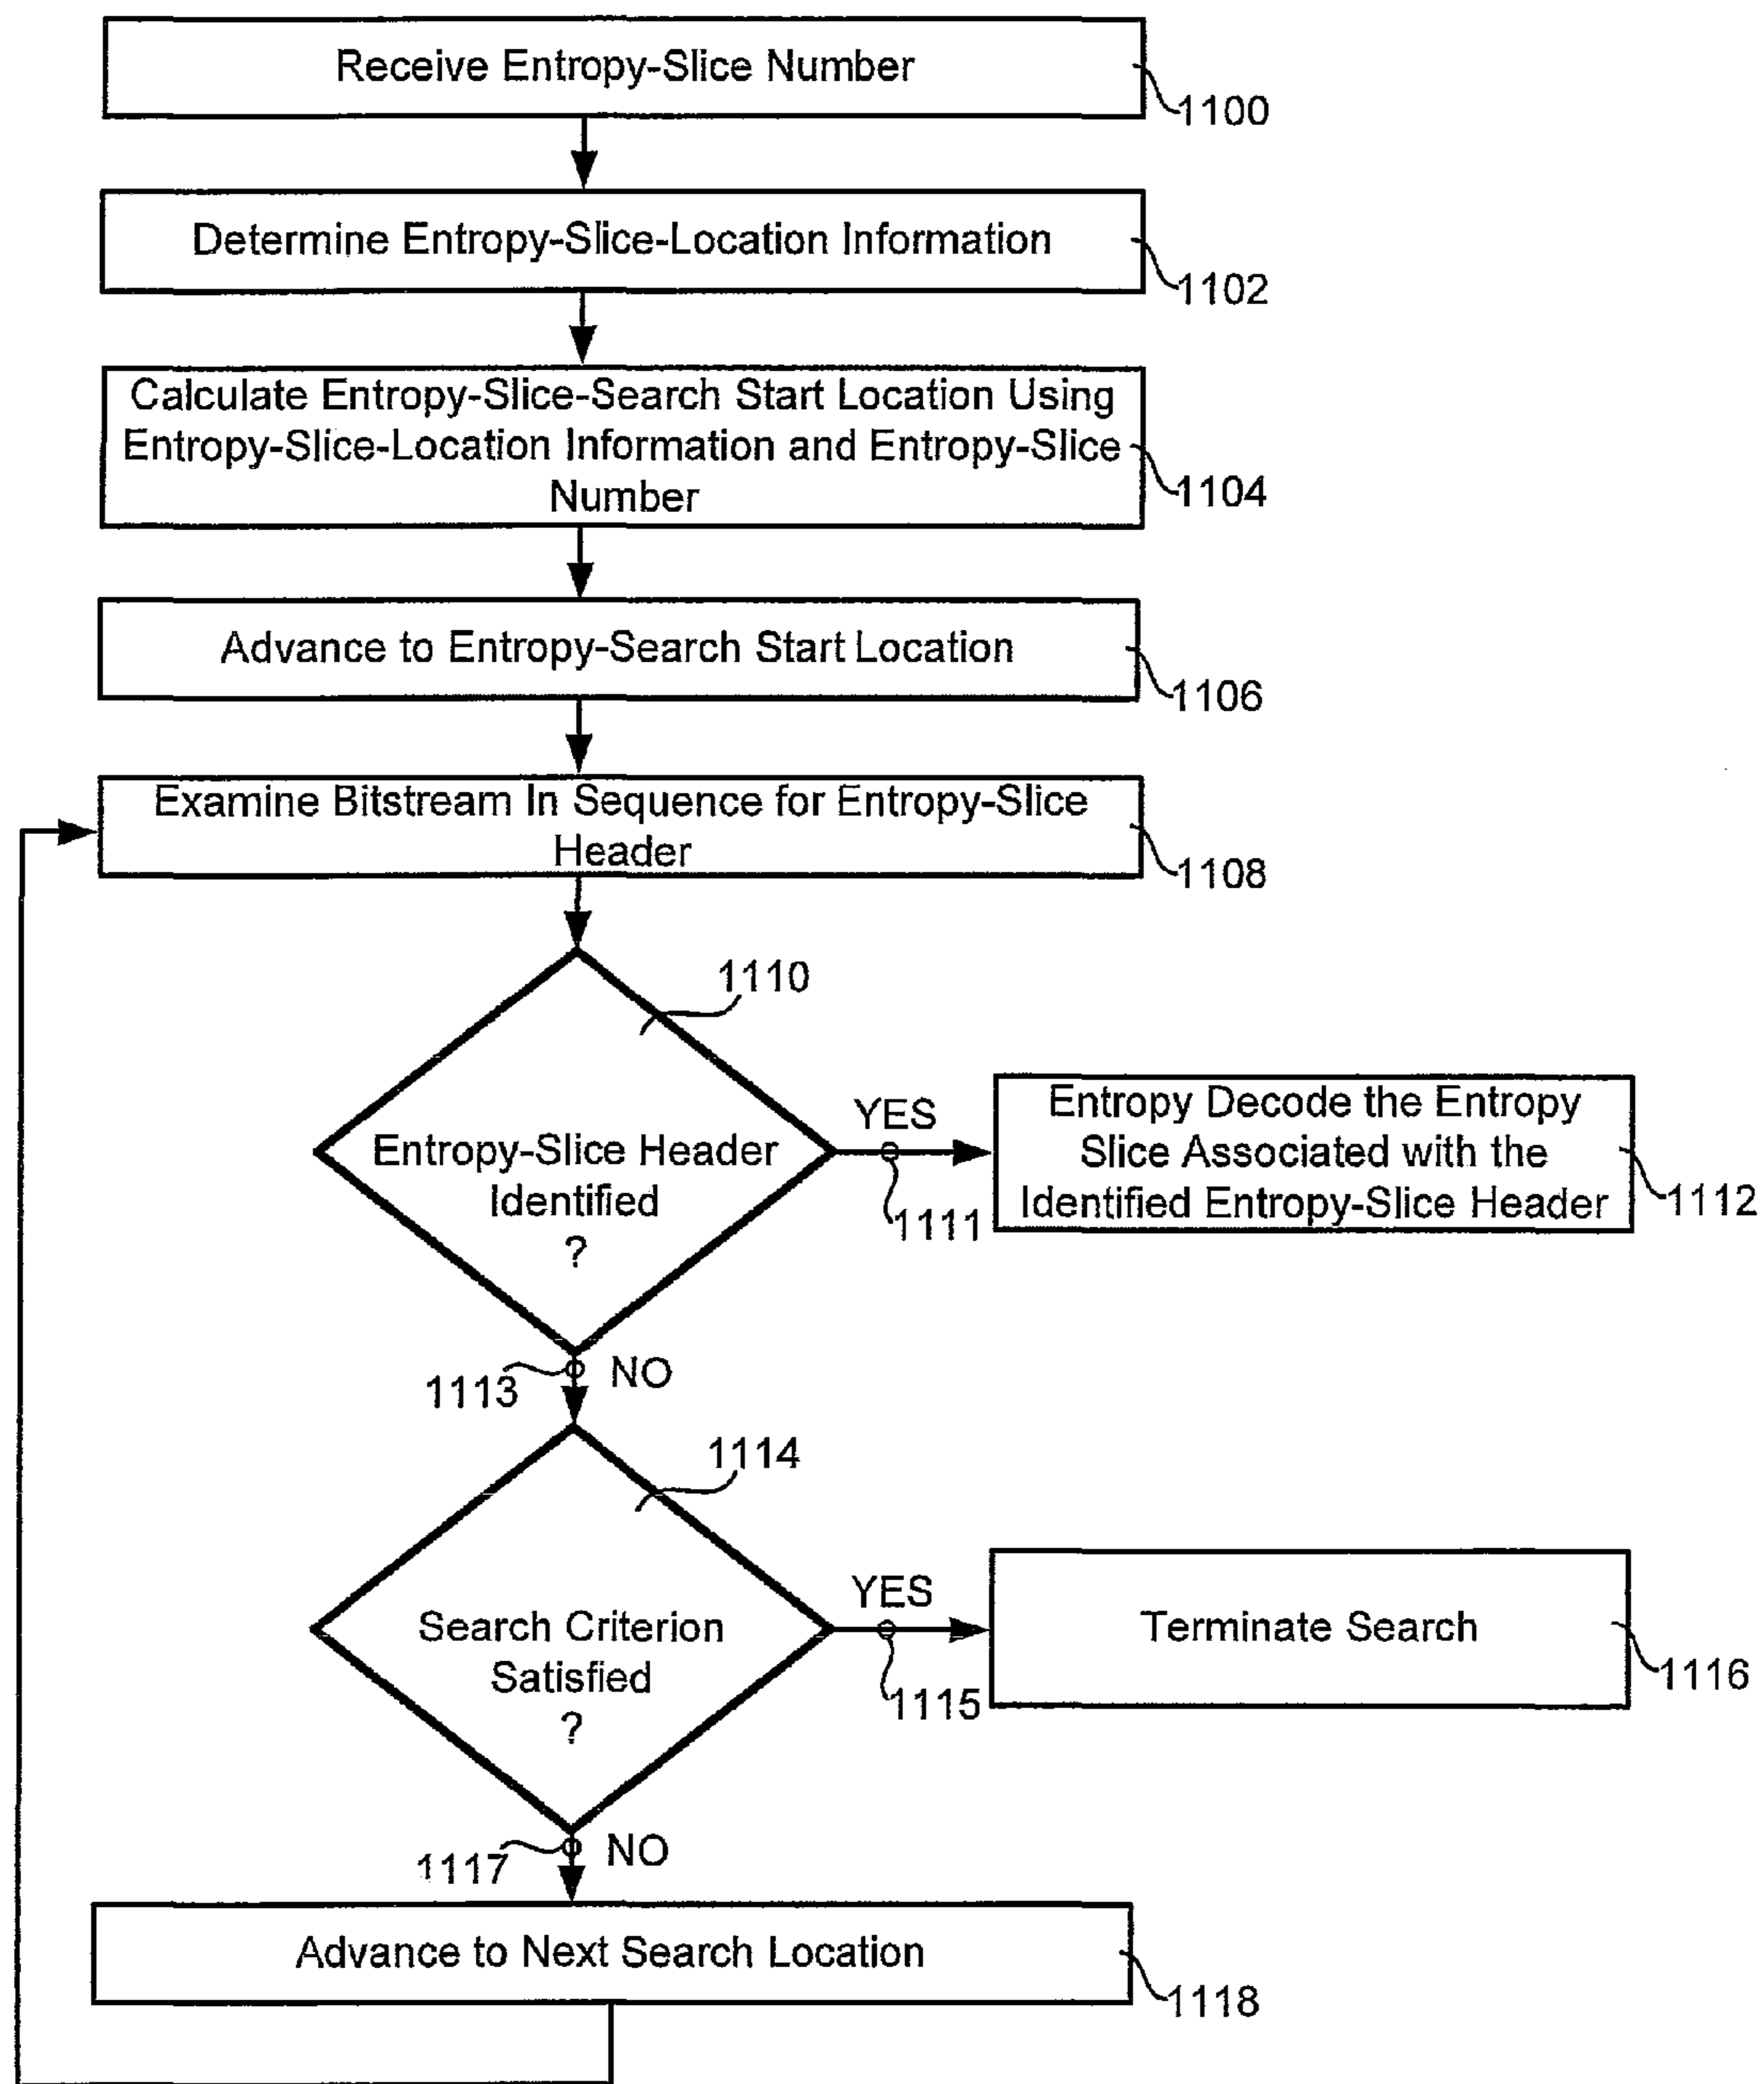 Receive Entropy-Slice Number
1100
Determine Entropy-Slice-Location Information
1102
Calculate Entropy-Slice-Search Start Location Using
Entropy-Slice-Location Information and Entropy-Slice
Number
1104
Advance to Entropy-Search Start Location
1106
Examine Bitstream In Sequence for Entropy-Slice
Header
1108
1110
Entropy-Slice Header
Identified
?
YES
1111
Entropy Decode the Entropy
Slice Associated with the
Identified Entropy-Slice Header
1112
1113
NO
1114
Search Criterion
Satisfied
?
YES
1115
Terminate Search
1116
1117
NO
Advance to Next Search Location
1118